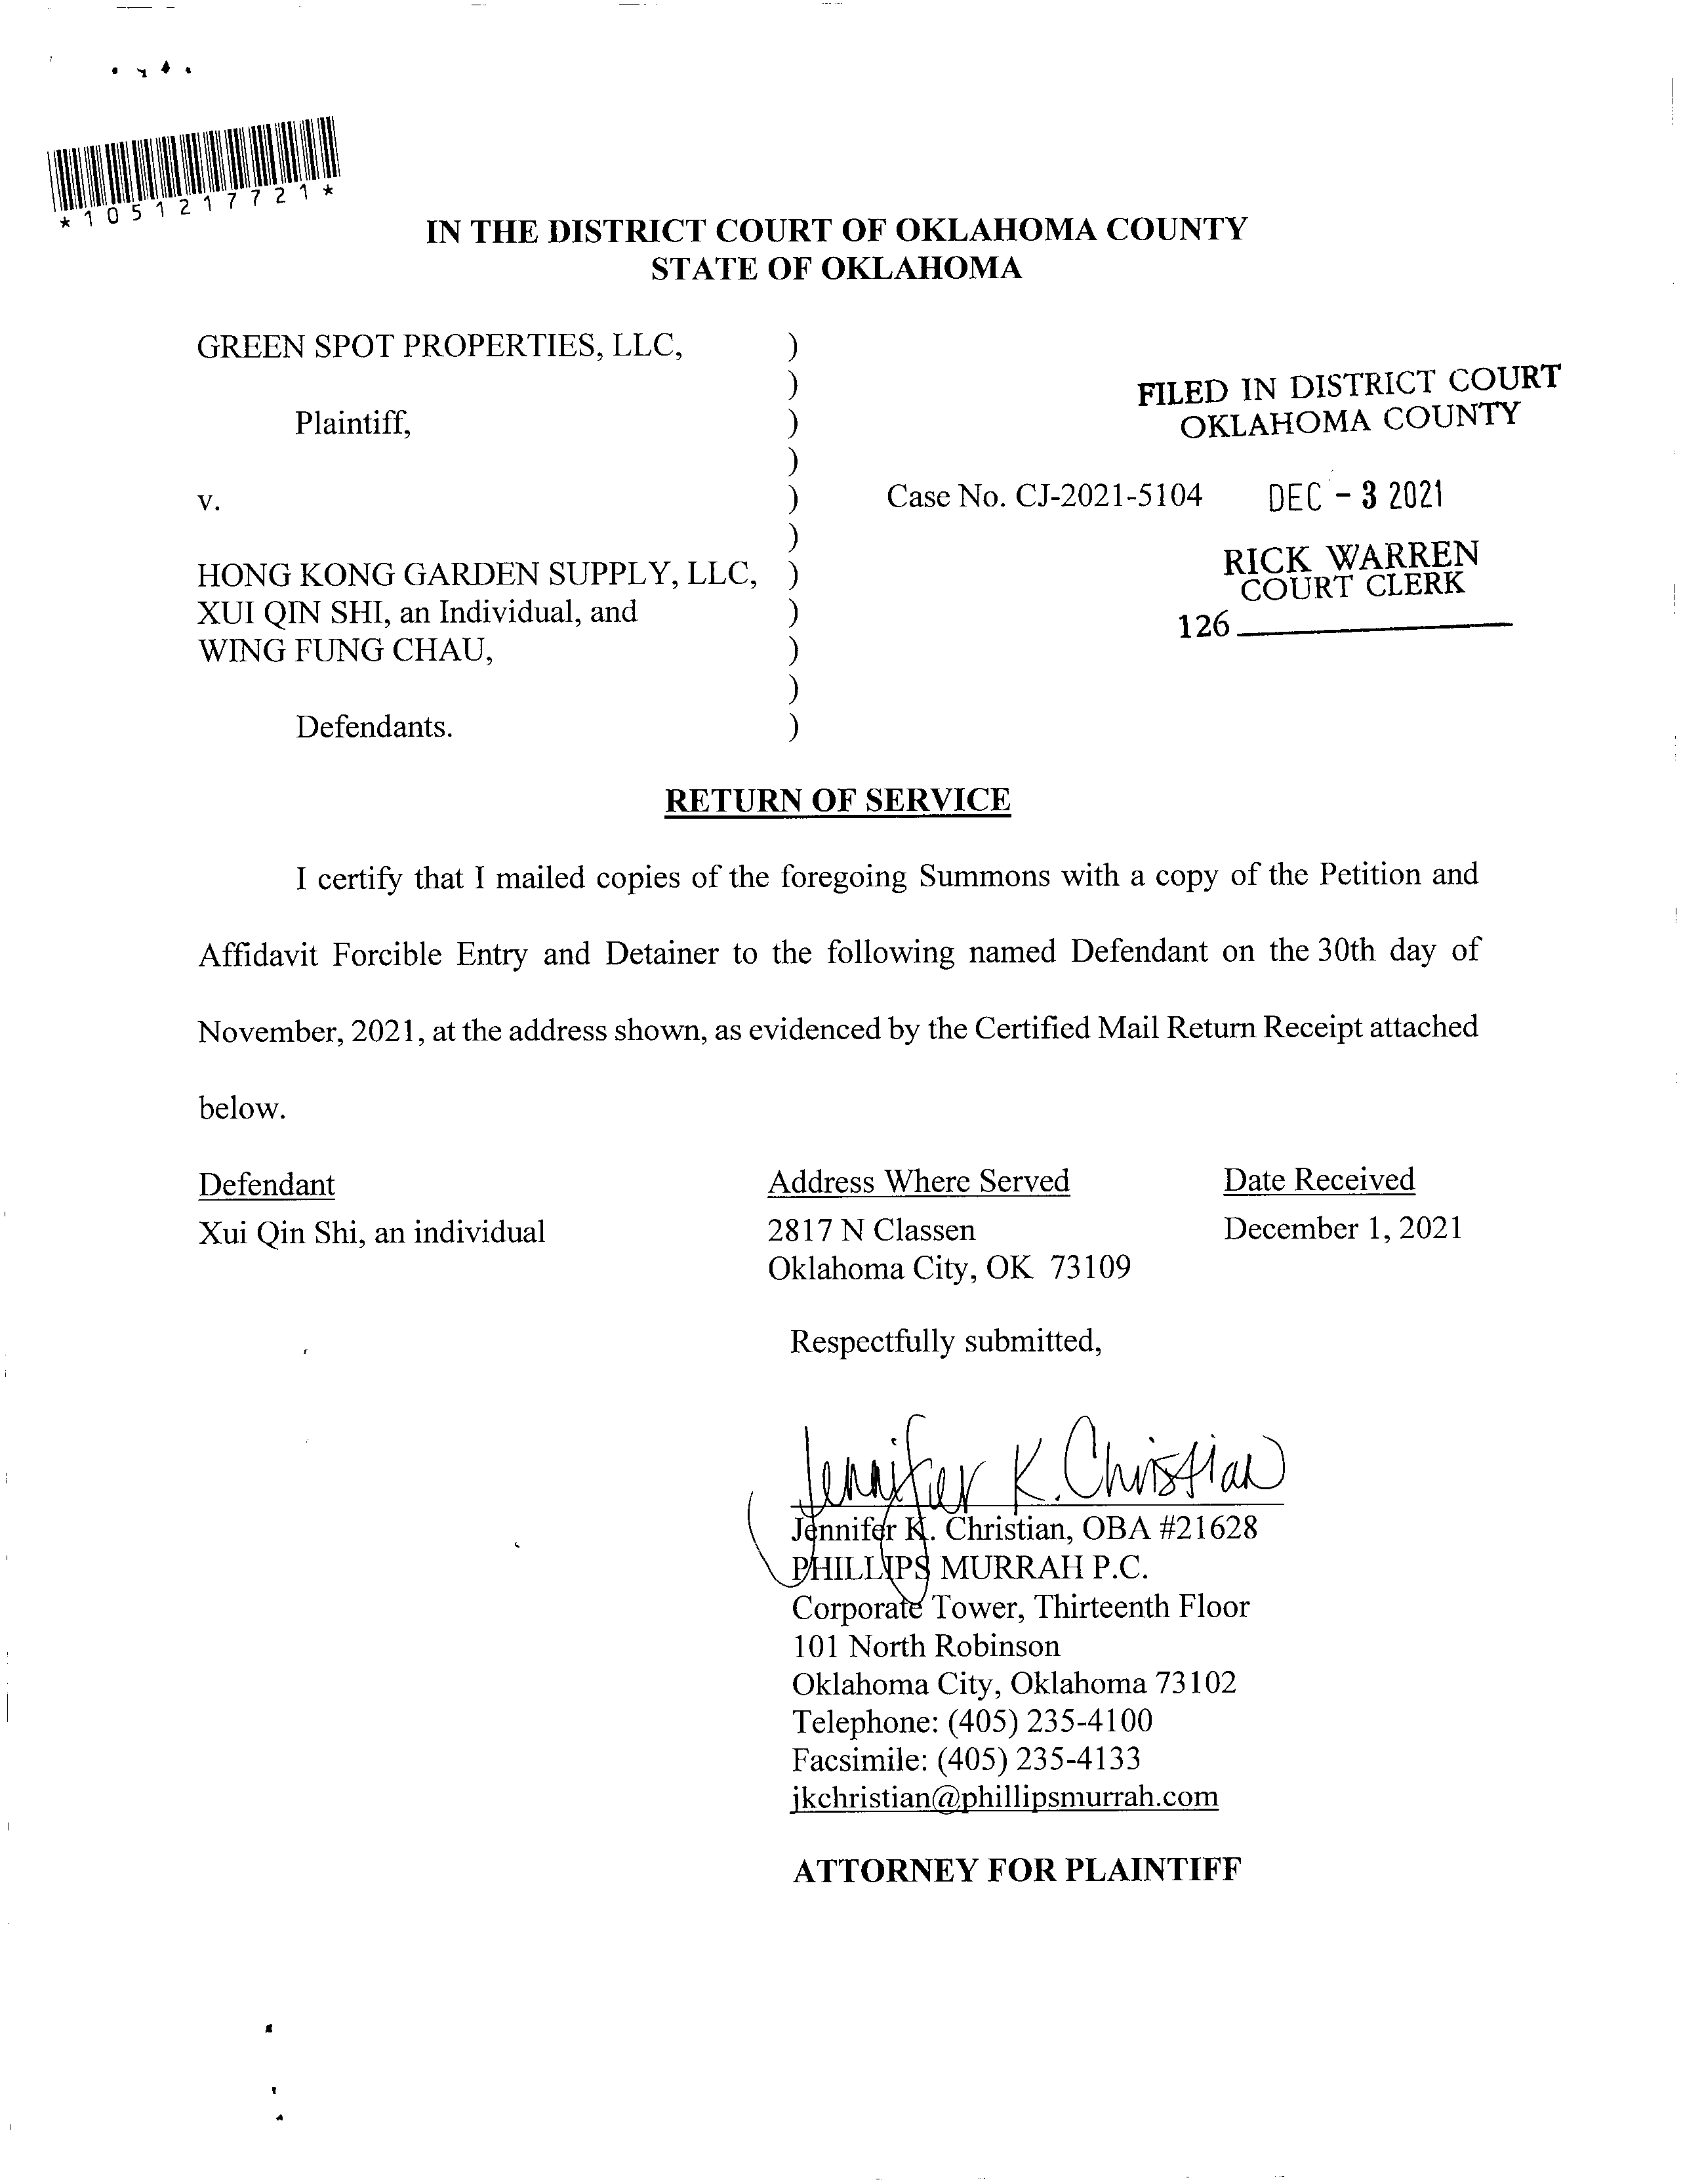 *1051217721*
IN THE DISTRICT COURT OF OKLAHOMA COUNTY
STATE OF OKLAHOMA
GREEN SPOT PROPERTIES, LLC, )
)
Plaintiff, )
)
v. )
)
HONG KONG GARDEN SUPPLY, LLC, )
XUI QIN SHI, an Individual, and )
WING FUNG CHAU, )
)
Defendants. )
Case No. CJ-2021-5104
FILED IN DISTRICT COURT
OKLAHOMA COUNTY
DEC - 3 2021
RICK WARREN
COURT CLERK
126
RETURN OF SERVICE
I certify that I mailed copies of the foregoing Summons with a copy of the Petition and
Affidavit Forcible Entry and Detainer to the following named Defendant on the 30th day of
November, 2021, at the address shown, as evidenced by the Certified Mail Return Receipt attached
below.
Defendant Address Where Served Date Received
Xui Qin Shi, an individual 2817 N Classen December 1, 2021
Oklahoma City, OK 73109
Respectfully submitted,
Jennifer K. Christian
Jennifer K. Christian, OBA #21628
PHILLIPS MURRAH P.C.
Corporate Tower, Thirteenth Floor
101 North Robinson
Oklahoma City, Oklahoma 73102
Telephone: (405) 235-4100
Facsimile: (405) 235-4133
jkchristian@phillipsmurrah.com
ATTORNEY FOR PLAINTIFF